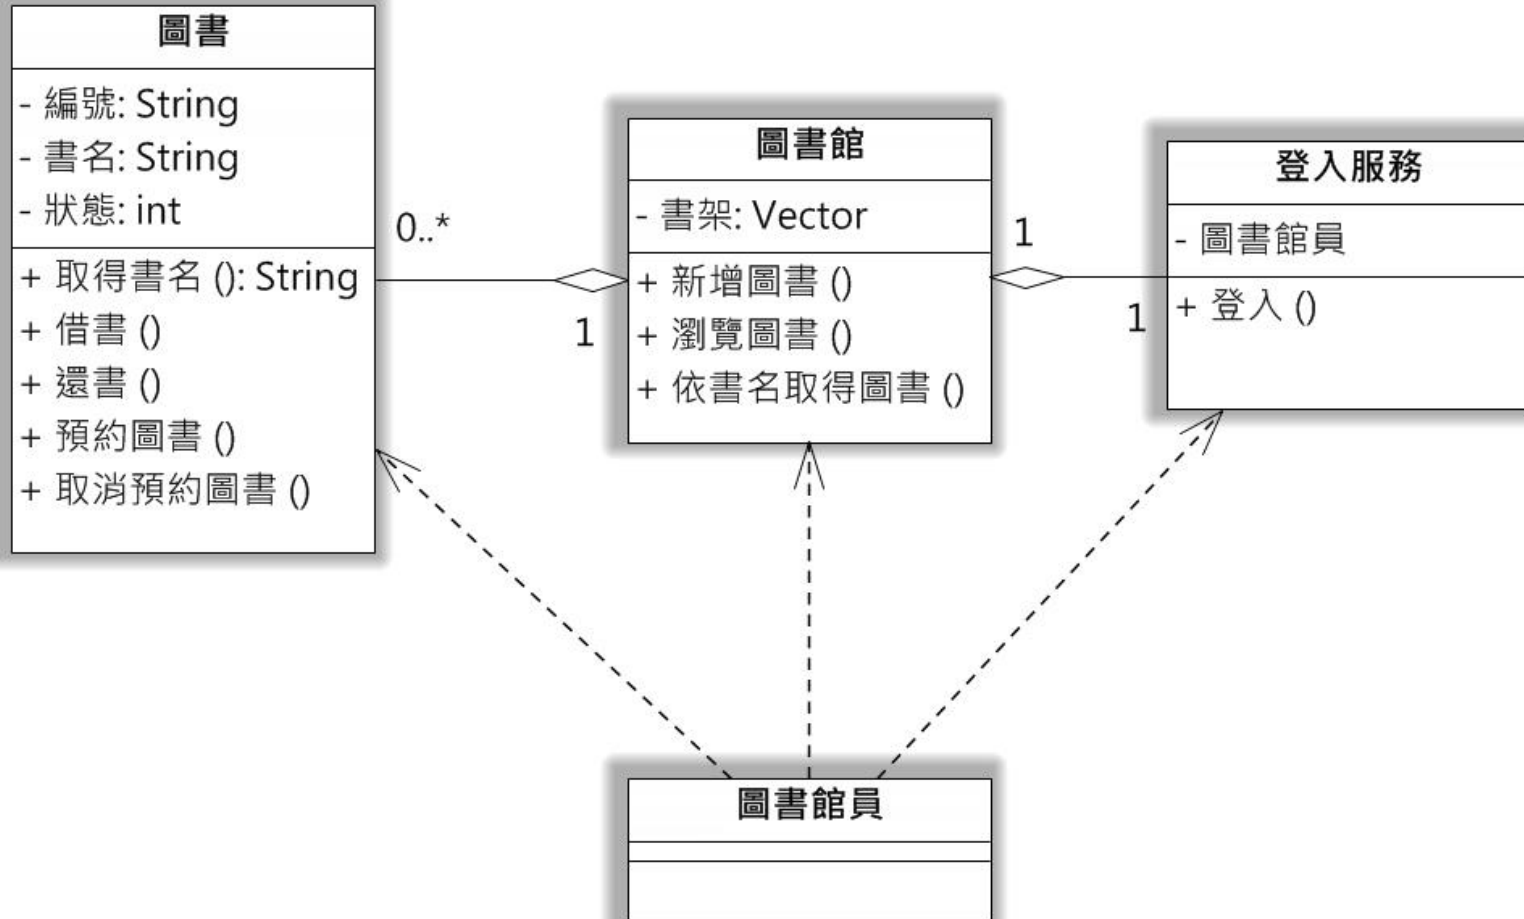 圖書
- 編號: String
- 書名: String
- 狀態: int
+ 取得書名 (): String
+ 借書 ()
+ 還書 ()
+ 預約圖書 ()
+ 取消預約圖書 ()
0..*
1
圖書館
- 書架: Vector
+ 新增圖書 ()
+ 瀏覽圖書 ()
+ 依書名取得圖書 ()
1
1
登入服務
- 圖書館員
+ 登入 ()
圖書館員